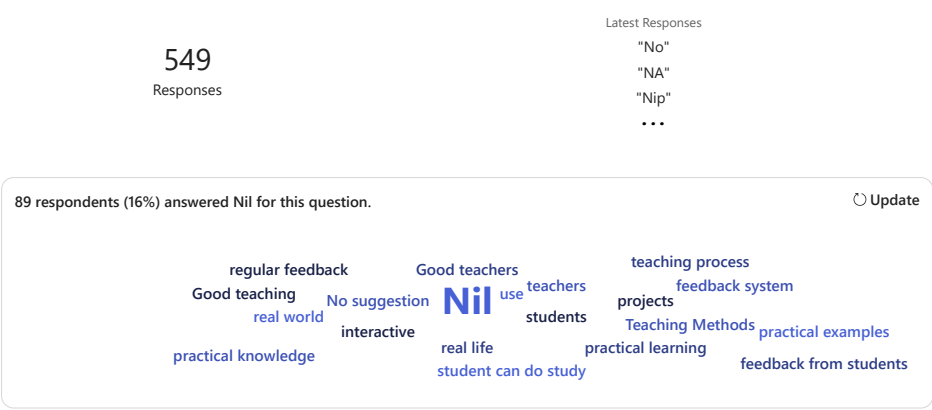 549
Responses
Latest Responses
"No"
"NA"
"Nip"
...
89 respondents (16%) answered Nil for this question.
Update
regular feedback
Good teachers
teaching process
Good teaching
No suggestion
Nil
use
teachers
feedback system
projects
real world
interactive
students
Teaching Methods
practical examples
practical knowledge
real life
practical learning
student can do study
feedback from students